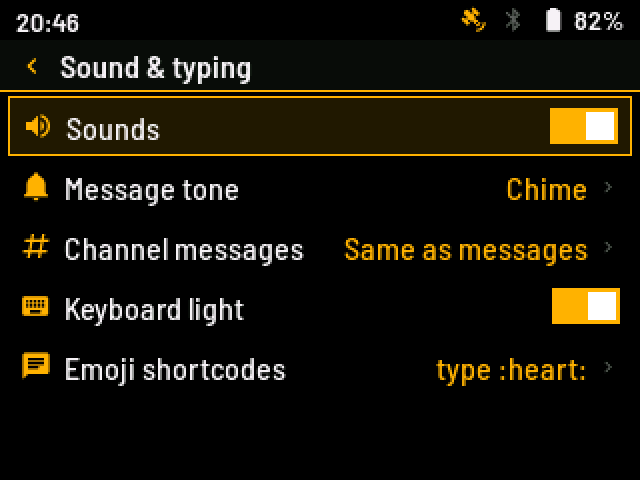 20:46 82%
Sound & typing
Sounds
Message tone Chime
Channel messages Same as messages
Keyboard light
Emoji shortcodes type :heart: